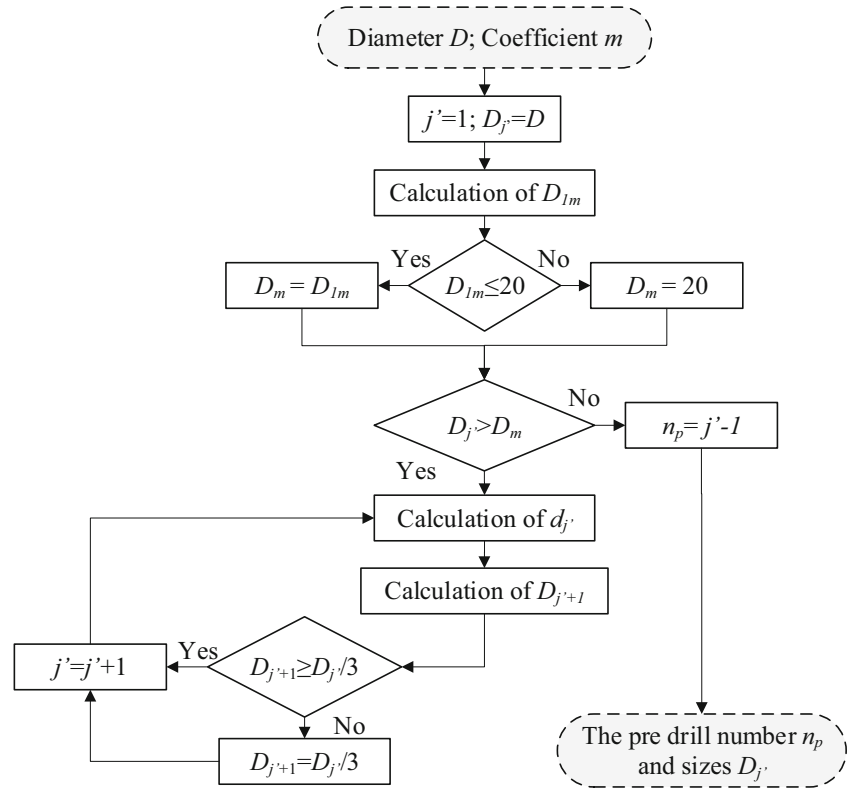 Diameter D; Coefficient m
j’=1; Dj’=D
Calculation of D1m
Yes
No
Dm = D1m
D1m≤20
Dm = 20
No
Dj’>Dm
np= j’-1
Yes
Calculation of dj’
Calculation of Dj’+1
Yes
j’=j’+1
Dj’+1≥Dj’/3
No
Dj’+1=Dj’/3
The pre drill number np
and sizes Dj’